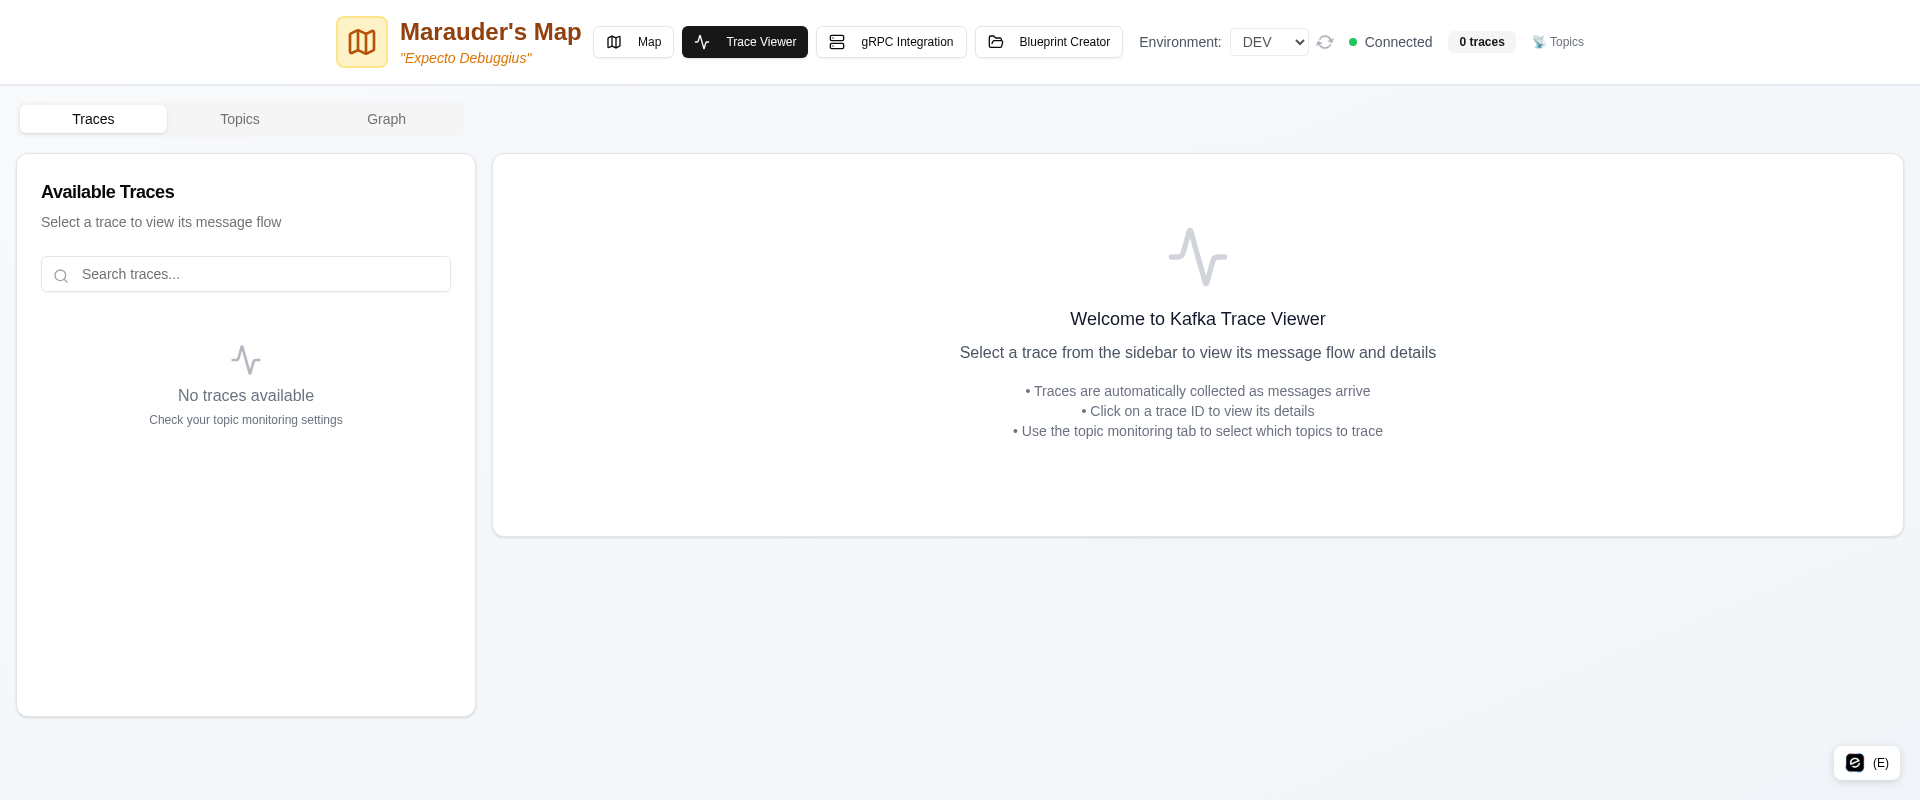 Marauder's Map
"Expecto Debuggius"
Map
Trace Viewer
gRPC Integration
Blueprint Creator
Environment:
DEV
Connected
0 traces
📡 Topics
Traces
Topics
Graph
Available Traces
Select a trace to view its message flow
Search traces...
No traces available
Check your topic monitoring settings
Welcome to Kafka Trace Viewer
Select a trace from the sidebar to view its message flow and details
• Traces are automatically collected as messages arrive
• Click on a trace ID to view its details
• Use the topic monitoring tab to select which topics to trace
(E)